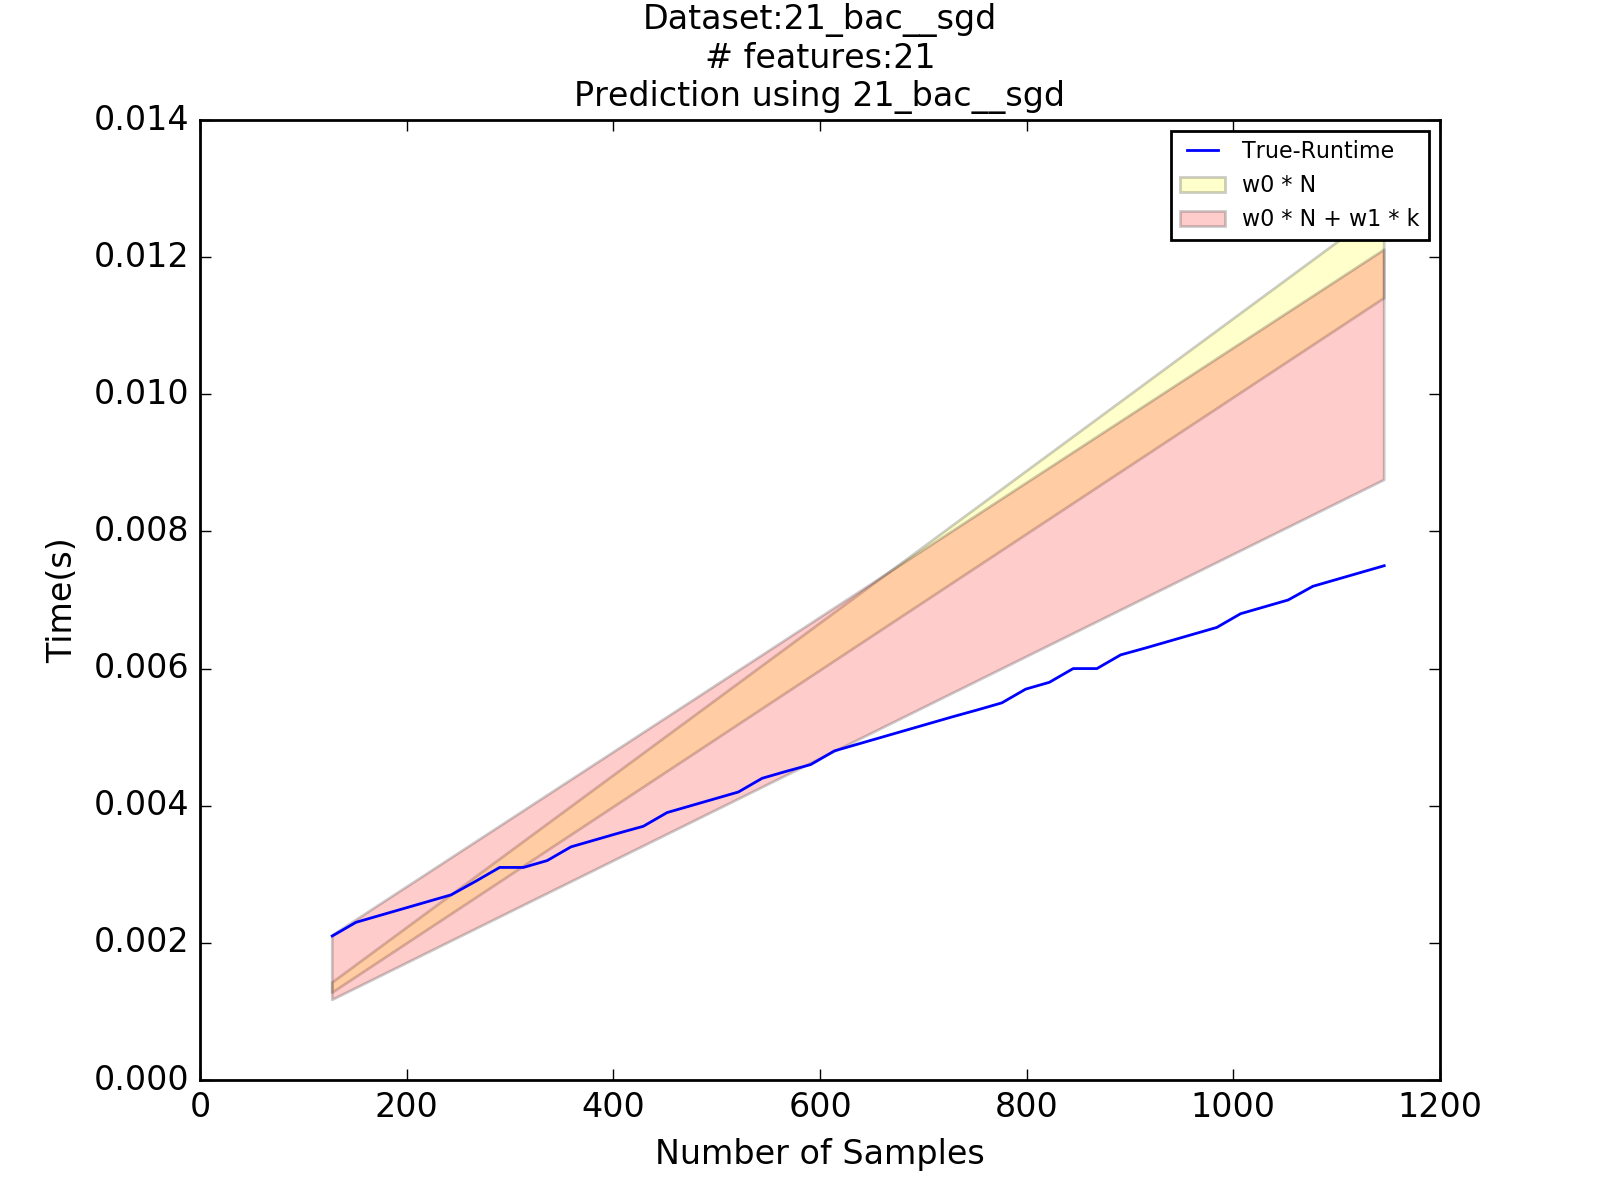 Dataset:21_bac__sgd
# features:21
Prediction using 21_bac__sgd
0.014
0.012
0.010
0.008
0.006
0.004
0.002
0.000
Time(s)
True-Runtime
w0 * N
w0 * N + w1 * k
0 200 400 600 800 1000 1200
Number of Samples